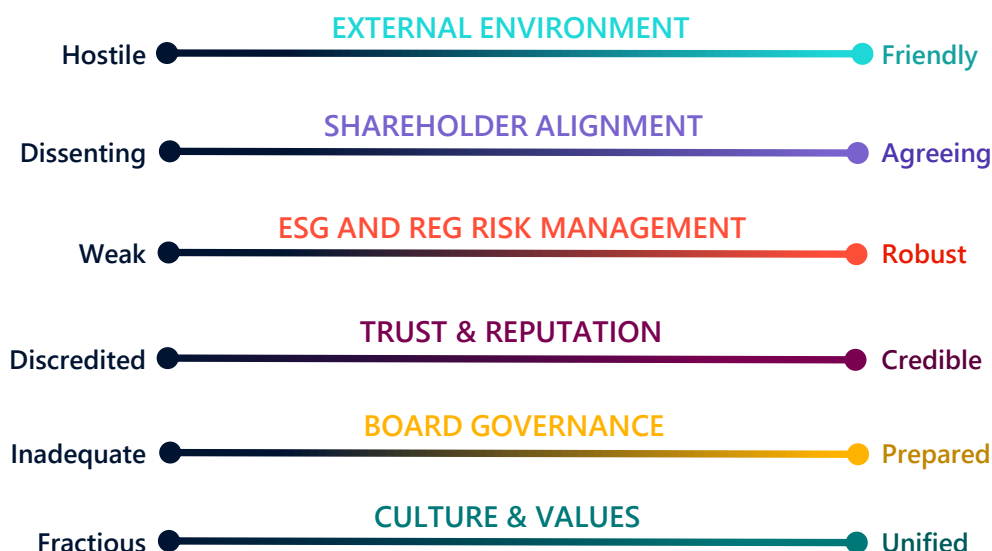 EXTERNAL ENVIRONMENT
Hostile Friendly
SHAREHOLDER ALIGNMENT
Dissenting Agreeing
ESG AND REG RISK MANAGEMENT
Weak Robust
TRUST & REPUTATION
Discredited Credible
BOARD GOVERNANCE
Inadequate Prepared
CULTURE & VALUES
Fractious Unified